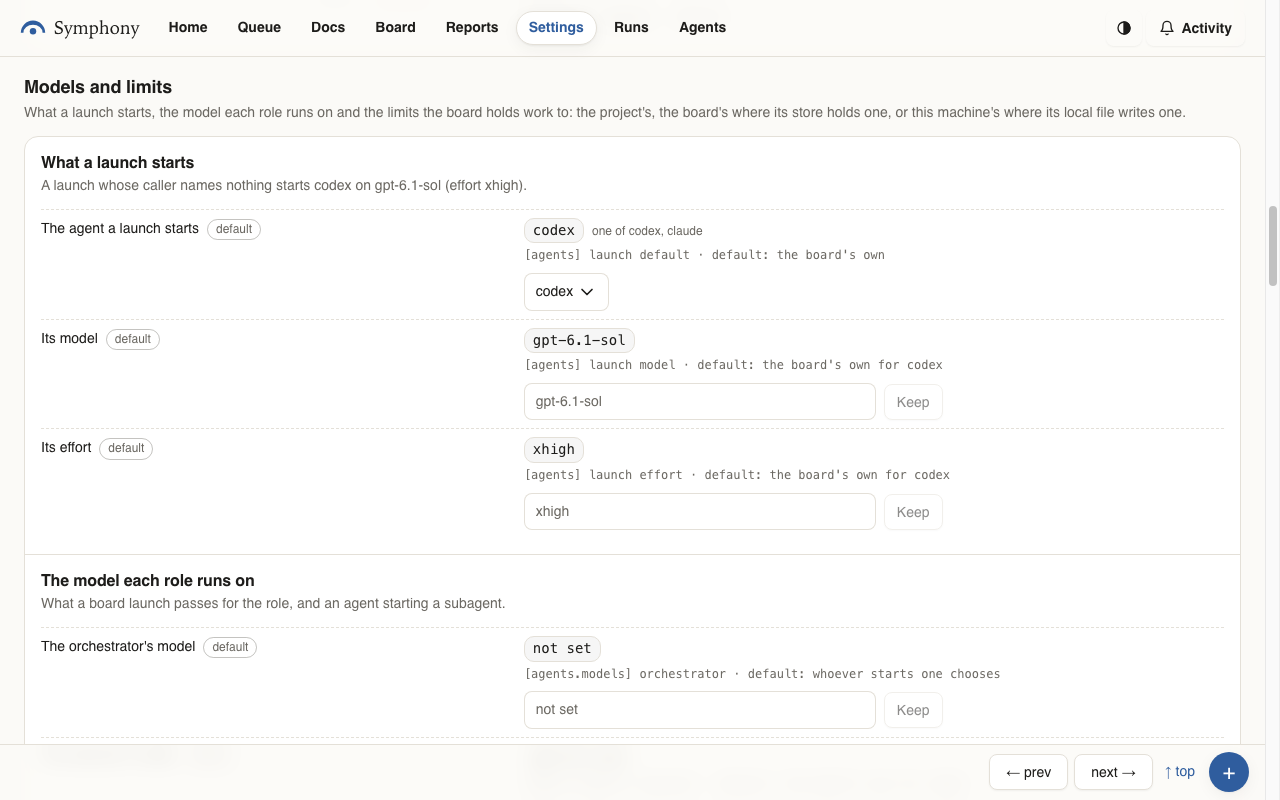 Symphony Home Queue Docs Board Reports Settings Runs Agents Activity
Models and limits
What a launch starts, the model each role runs on and the limits the board holds work to: the project's, the board's where its store holds one, or this machine's where its local file writes one.
What a launch starts
A launch whose caller names nothing starts codex on gpt-6.1-sol (effort xhigh).
The agent a launch starts default codex one of codex, claude
[agents] launch default · default: the board's own
codex
Its model default gpt-6.1-sol
[agents] launch model · default: the board's own for codex
gpt-6.1-sol Keep
Its effort default xhigh
[agents] launch effort · default: the board's own for codex
xhigh Keep
The model each role runs on
What a board launch passes for the role, and an agent starting a subagent.
The orchestrator's model default not set
[agents.models] orchestrator · default: whoever starts one chooses
not set Keep
← prev next → ↑ top +